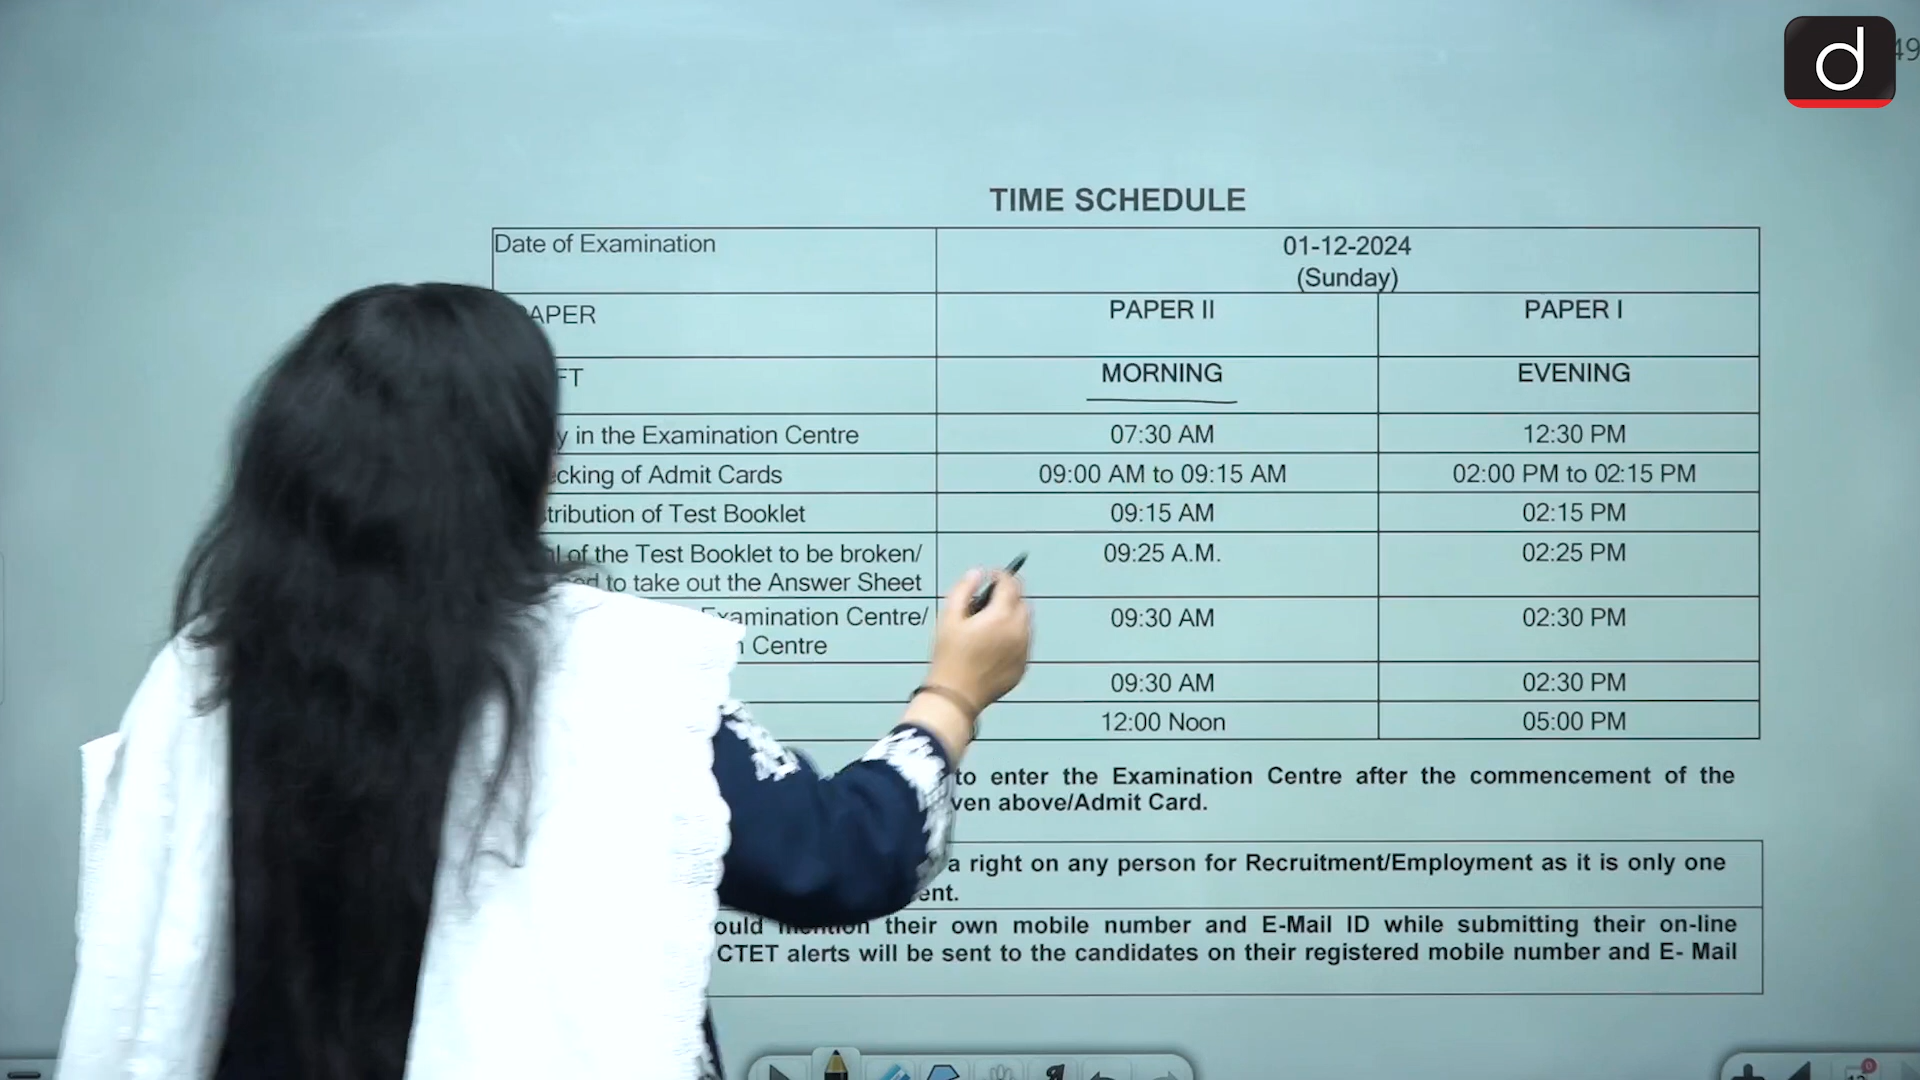 d
49
TIME SCHEDULE
Date of Examination
01-12-2024
(Sunday)
PAPER II
PAPER I
MORNING
EVENING
in the Examination Centre
07:30 AM
12:30 PM
of Admit Cards
09:00 AM to 09:15 AM
02:00 PM to 02:15 PM
of Test Booklet
09:15 AM
02:15 PM
of the Test Booklet to be broken/
to take out the Answer Sheet
09:25 A.M.
02:25 PM
Examination Centre/
Centre
09:30 AM
02:30 PM
09:30 AM
02:30 PM
12:00 Noon
05:00 PM
to enter the Examination Centre after the commencement of the
above/Admit Card.
a right on any person for Recruitment/Employment as it is only one
mention their own mobile number and E-Mail ID while submitting their on-line
CTET alerts will be sent to the candidates on their registered mobile number and E- Mail